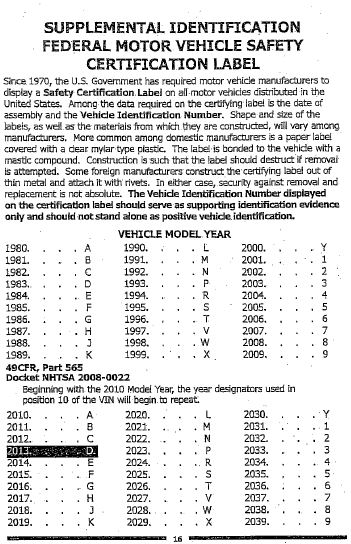 SUPPLEMENTAL IDENTIFICATION
FEDERAL MOTOR VEHICLE SAFETY
CERTIFICATION LABEL
Since 1970, the U.S. Government has required motor vehicle manufacturers to
display a Safety Certification Label on all motor vehicles distributed in the
United States. Among the data required on the certifying label is the date of
assembly and the Vehicle Identification Number. Shape and size of the
labels, as well as the materials from which they are constructed, will vary among
manufacturers. More common among domestic manufacturers is a paper label
covered with a clear mylar-type plastic. The label is bonded to the vehicle with a
mastic compound. Construction is such that the label should destruct if removal
is attempted. Some foreign manufacturers construct the certifying label out of
thin metal and attach it with rivets. In either case, security against removal and
replacement is not absolute. The Vehicle Identification Number displayed
on the certification label should serve as supporting identification evidence
only and should not stand alone as positive vehicle identification.
VEHICLE MODEL YEAR
1980. . . . A 1990. . . . L 2000. . . . Y
1981. . . . B 1991. . . . M 2001. . . . 1
1982. . . . C 1992. . . . N 2002. . . . 2
1983. . . . D 1993. . . . P 2003. . . . 3
1984. . . . E 1994. . . . R 2004. . . . 4
1985. . . . F 1995. . . . S 2005. . . . 5
1986. . . . G 1996. . . . T 2006. . . . 6
1987. . . . H 1997. . . . V 2007. . . . 7
1988. . . . J 1998. . . . W 2008. . . . 8
1989. . . . K 1999. . . . X 2009. . . . 9
49CFR, Part 565
Docket NHTSA 2008-0022
Beginning with the 2010 Model Year, the year designators used in
position 10 of the VIN will begin to repeat.
2010. . . . A 2020. . . . L 2030. . . . Y
2011. . . . B 2021. . . . M 2031. . . . 1
2012. . . . C 2022. . . . N 2032. . . . 2
2013. . . . D 2023. . . . P 2033. . . . 3
2014. . . . E 2024. . . . R 2034. . . . 4
2015. . . . F 2025. . . . S 2035. . . . 5
2016. . . . G 2026. . . . T 2036. . . . 6
2017. . . . H 2027. . . . V 2037. . . . 7
2018. . . . J 2028. . . . W 2038. . . . 8
2019. . . . K 2029. . . . X 2039. . . . 9
16